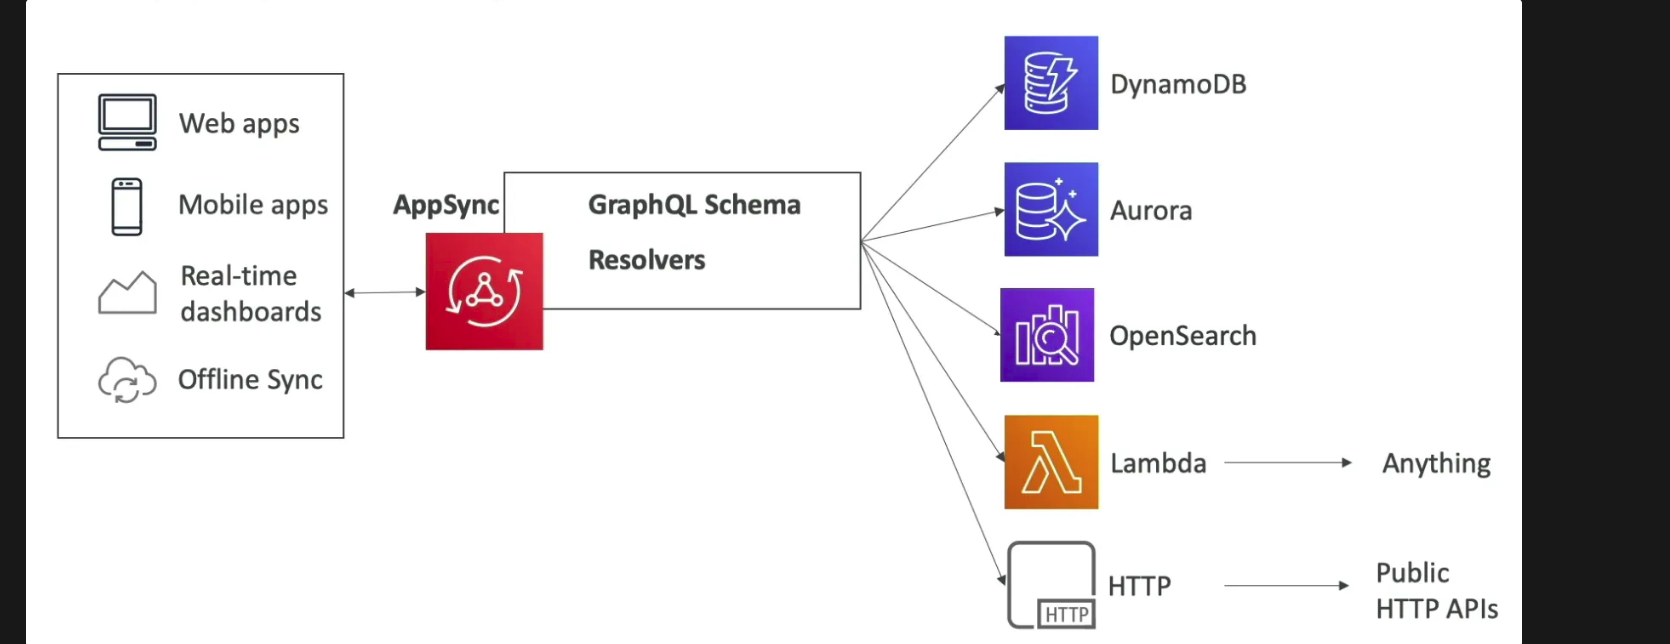 Web apps
Mobile apps
Real-time
dashboards
Offline Sync
AppSync
GraphQL Schema
Resolvers
DynamoDB
Aurora
OpenSearch
Lambda
Anything
HTTP
HTTP
Public
HTTP APIs